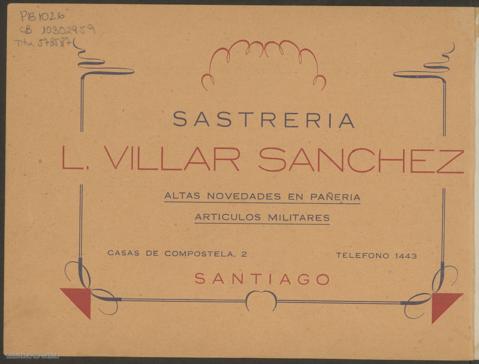 PB1026
CB 10302959
SASTRERIA
L. VILLAR SANCHEZ
ALTAS NOVEDADES EN PAÑERIA
ARTICULOS MILITARES
CASAS DE COMPOSTELA, 2 TELEFONO 1443
SANTIAGO